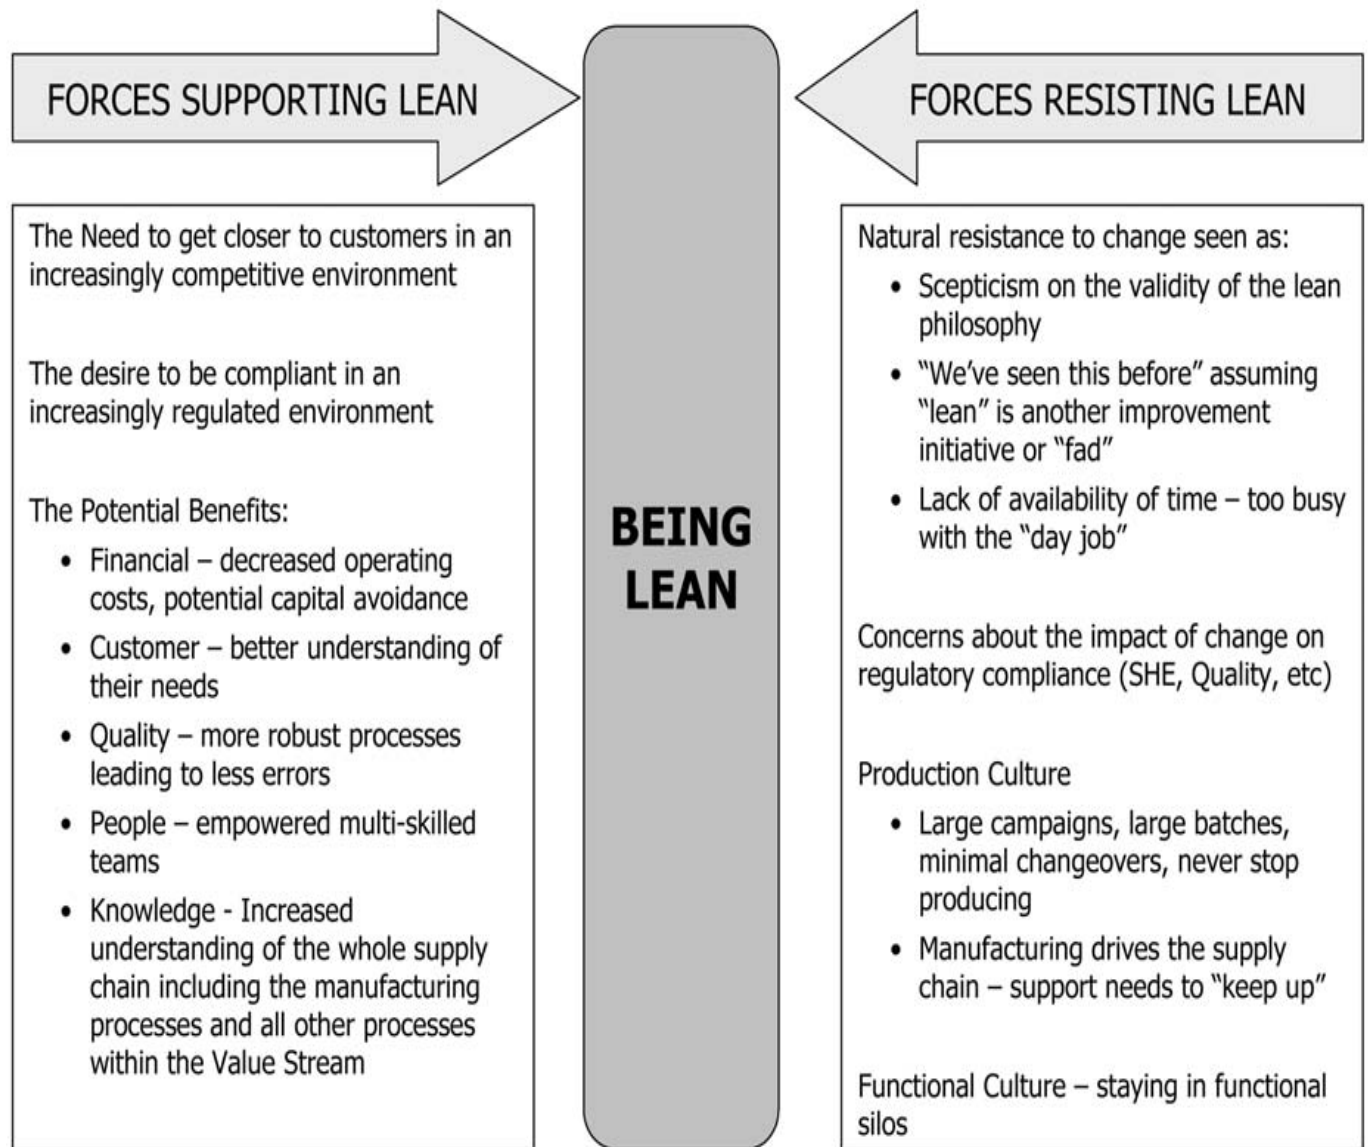 FORCES SUPPORTING LEAN
The Need to get closer to customers in an
increasingly competitive environment
The desire to be compliant in an
increasingly regulated environment
The Potential Benefits:
• Financial – decreased operating
costs, potential capital avoidance
• Customer – better understanding of
their needs
• Quality – more robust processes
leading to less errors
• People – empowered multi-skilled
teams
• Knowledge - Increased
understanding of the whole supply
chain including the manufacturing
processes and all other processes
within the Value Stream
BEING
LEAN
FORCES RESISTING LEAN
Natural resistance to change seen as:
• Scepticism on the validity of the lean
philosophy
• “We’ve seen this before” assuming
“lean” is another improvement
initiative or “fad”
• Lack of availability of time – too busy
with the “day job”
Concerns about the impact of change on
regulatory compliance (SHE, Quality, etc)
Production Culture
• Large campaigns, large batches,
minimal changeovers, never stop
producing
• Manufacturing drives the supply
chain – support needs to “keep up”
Functional Culture – staying in functional
silos